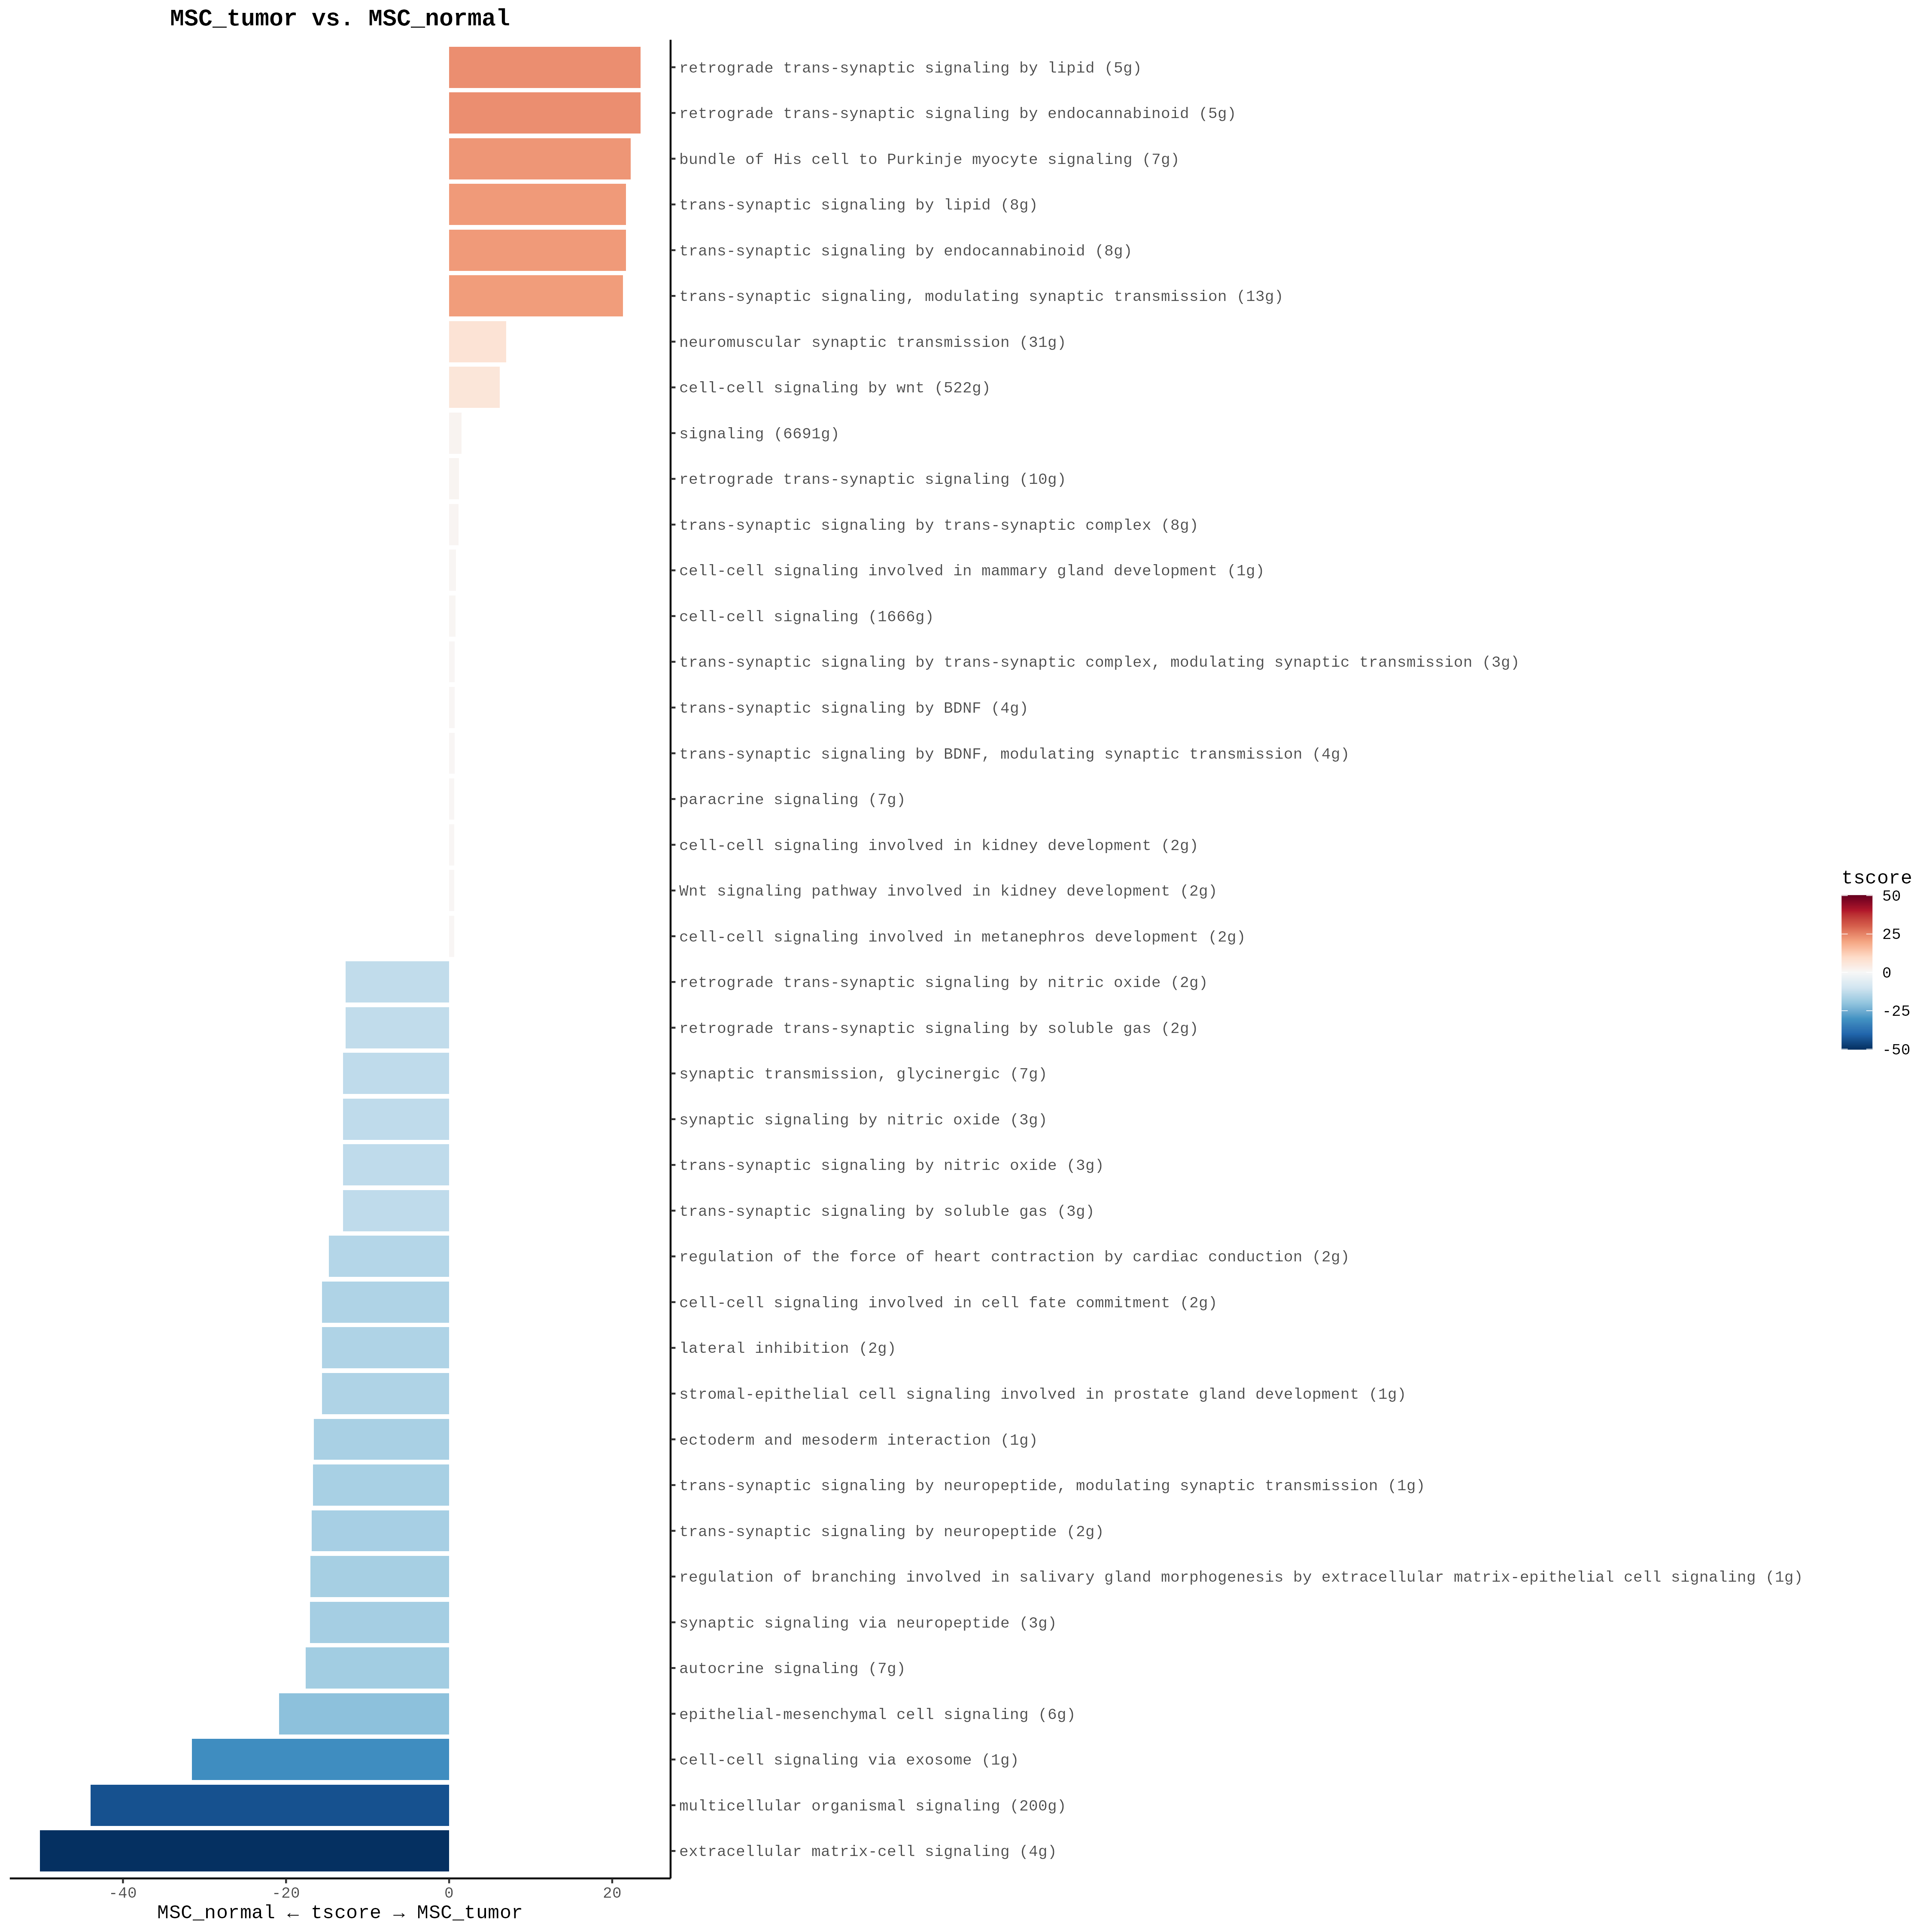 MSC_tumor vs. MSC_normal
retrograde trans-synaptic signaling by lipid (5g)
retrograde trans-synaptic signaling by endocannabinoid (5g)
bundle of His cell to Purkinje myocyte signaling (7g)
trans-synaptic signaling by lipid (8g)
trans-synaptic signaling by endocannabinoid (8g)
trans-synaptic signaling, modulating synaptic transmission (13g)
neuromuscular synaptic transmission (31g)
cell-cell signaling by wnt (522g)
signaling (6691g)
retrograde trans-synaptic signaling (10g)
trans-synaptic signaling by trans-synaptic complex (8g)
cell-cell signaling involved in mammary gland development (1g)
cell-cell signaling (1666g)
trans-synaptic signaling by trans-synaptic complex, modulating synaptic transmission (3g)
trans-synaptic signaling by BDNF (4g)
trans-synaptic signaling by BDNF, modulating synaptic transmission (4g)
paracrine signaling (7g)
cell-cell signaling involved in kidney development (2g)
Wnt signaling pathway involved in kidney development (2g)
cell-cell signaling involved in metanephros development (2g)
retrograde trans-synaptic signaling by nitric oxide (2g)
retrograde trans-synaptic signaling by soluble gas (2g)
synaptic transmission, glycinergic (7g)
synaptic signaling by nitric oxide (3g)
trans-synaptic signaling by nitric oxide (3g)
trans-synaptic signaling by soluble gas (3g)
regulation of the force of heart contraction by cardiac conduction (2g)
cell-cell signaling involved in cell fate commitment (2g)
lateral inhibition (2g)
stromal-epithelial cell signaling involved in prostate gland development (1g)
ectoderm and mesoderm interaction (1g)
trans-synaptic signaling by neuropeptide, modulating synaptic transmission (1g)
trans-synaptic signaling by neuropeptide (2g)
regulation of branching involved in salivary gland morphogenesis by extracellular matrix-epithelial cell signaling (1g)
synaptic signaling via neuropeptide (3g)
autocrine signaling (7g)
epithelial-mesenchymal cell signaling (6g)
cell-cell signaling via exosome (1g)
multicellular organismal signaling (200g)
extracellular matrix-cell signaling (4g)
-40 -20 0 20
MSC_normal ← tscore → MSC_tumor
tscore
50
25
0
-25
-50